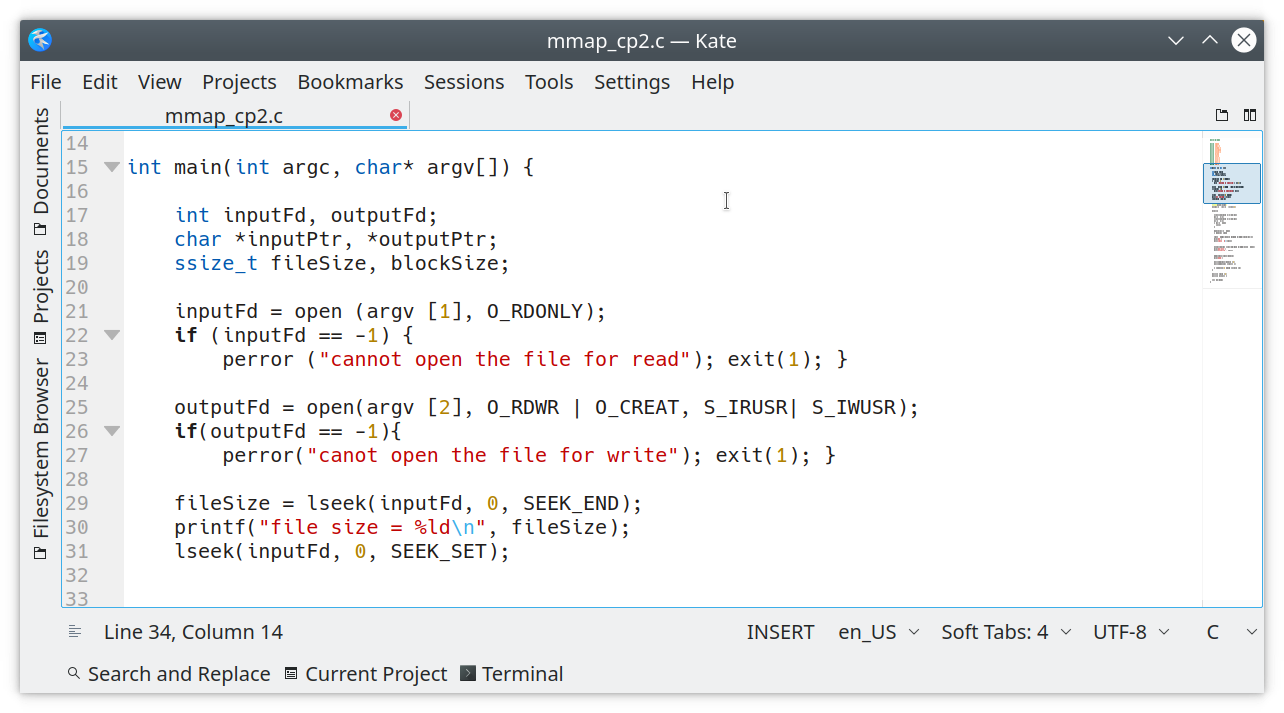 mmap_cp2.c — Kate
File Edit View Projects Bookmarks Sessions Tools Settings Help
Documents
Projects
Filesystem Browser
mmap_cp2.c
14
15 int main(int argc, char* argv[]) {
16
17     int inputFd, outputFd;
18     char *inputPtr, *outputPtr;
19     ssize_t fileSize, blockSize;
20
21     inputFd = open (argv [1], O_RDONLY);
22     if (inputFd == -1) {
23         perror ("cannot open the file for read"); exit(1); }
24
25     outputFd = open(argv [2], O_RDWR | O_CREAT, S_IRUSR| S_IWUSR);
26     if(outputFd == -1){
27         perror("canot open the file for write"); exit(1); }
28
29     fileSize = lseek(inputFd, 0, SEEK_END);
30     printf("file size = %ld\n", fileSize);
31     lseek(inputFd, 0, SEEK_SET);
32
33
Line 34, Column 14 INSERT en_US Soft Tabs: 4 UTF-8 C
Search and Replace Current Project Terminal